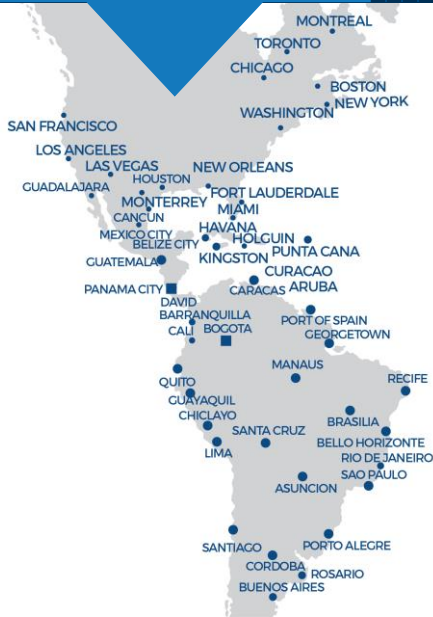 MONTREAL
TORONTO
CHICAGO
BOSTON
NEW YORK
WASHINGTON
SAN FRANCISCO
LOS ANGELES
LAS VEGAS
HOUSTON
NEW ORLEANS
GUADALAJARA
FORT LAUDERDALE
MONTERREY
MIAMI
CANCUN
HAVANA
MEXICO CITY
HOLGUIN
BELIZE CITY
PUNTA CANA
KINGSTON
GUATEMALA
CURACAO
PANAMA CITY
CARACAS
ARUBA
DAVID
BARRANQUILLA
PORT OF SPAIN
CALI
BOGOTA
GEORGETOWN
MANAUS
QUITO
RECIFE
GUAYAQUIL
CHICLAYO
BRASILIA
SANTA CRUZ
BELLO HORIZONTE
LIMA
RIO DE JANEIRO
SAO PAULO
ASUNCION
SANTIAGO
PORTO ALEGRE
CORDOBA
ROSARIO
BUENOS AIRES